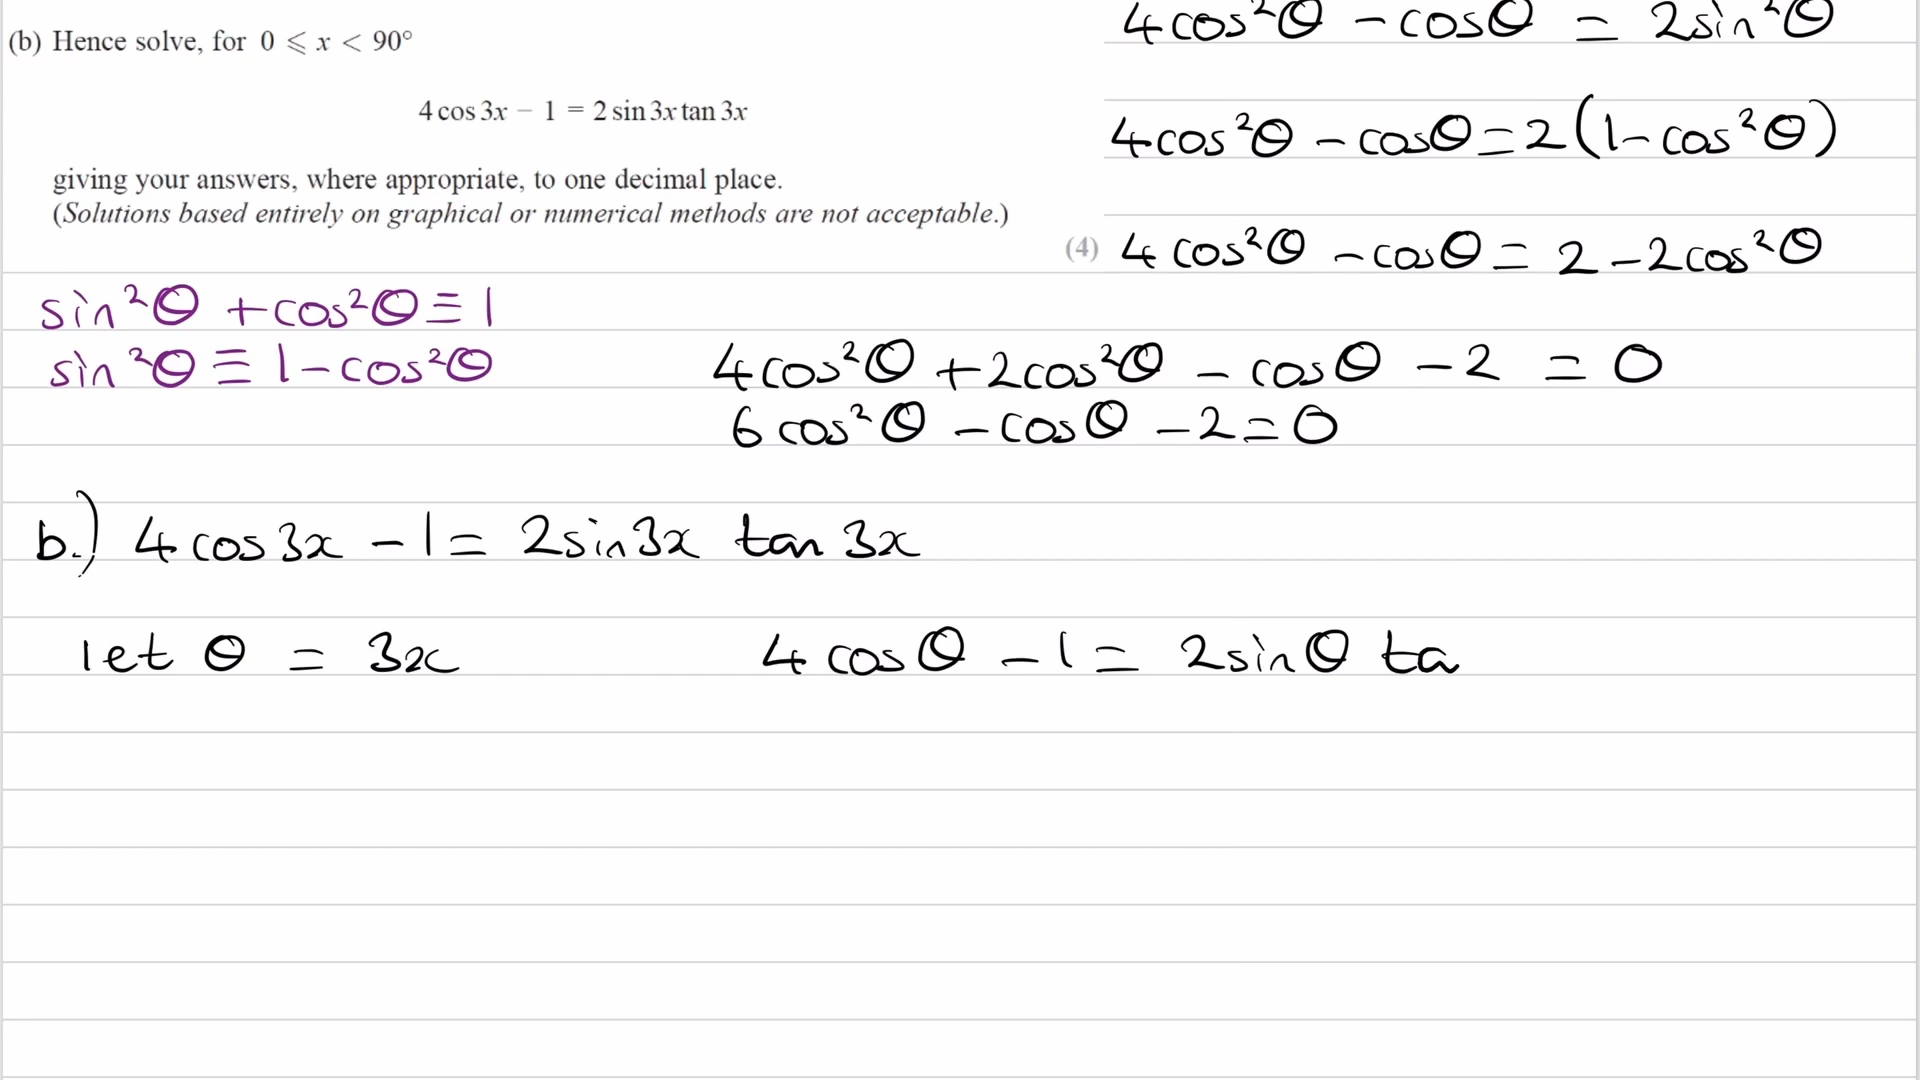 (b) Hence solve, for 0 ⩽ x < 90°
4 cos 3x − 1 = 2 sin 3x tan 3x
giving your answers, where appropriate, to one decimal place.
(Solutions based entirely on graphical or numerical methods are not acceptable.)
(4)
4cos²θ − cosθ = 2sin²θ
4cos²θ − cosθ = 2(1 − cos²θ)
4cos²θ − cosθ = 2 − 2cos²θ
sin²θ + cos²θ ≡ 1
sin²θ ≡ 1 − cos²θ
4cos²θ + 2cos²θ − cosθ − 2 = 0
6cos²θ − cosθ − 2 = 0
b.) 4cos3x − 1 = 2sin3x tan 3x
let θ = 3x
4cosθ − 1 = 2sinθ ta